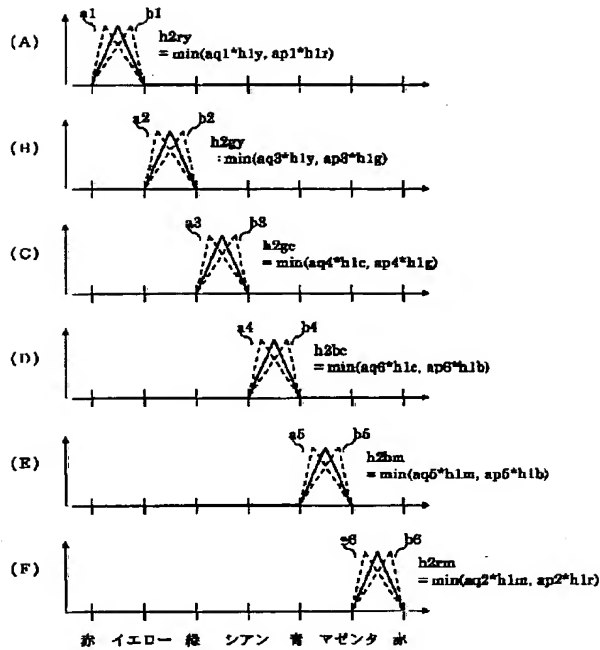 a1 b1
(A) h2ry
= min(aq1*h1y, ap1*h1r)
a2 b2
(B) h2gy
: min(aq3*h1y, ap3*h1g)
a3 b3
(C) h2gc
= min(aq4*h1c, ap4*h1g)
a4 b4
(D) h2bc
= min(aq6*h1c, ap6*h1b)
a5 b5
(E) h2bm
= min(aq5*h1m, ap5*h1b)
a6 b6
(F) h2rm
= min(aq2*h1m, ap2*h1r)
赤 イエロー 緑 シアン 青 マゼンタ 赤